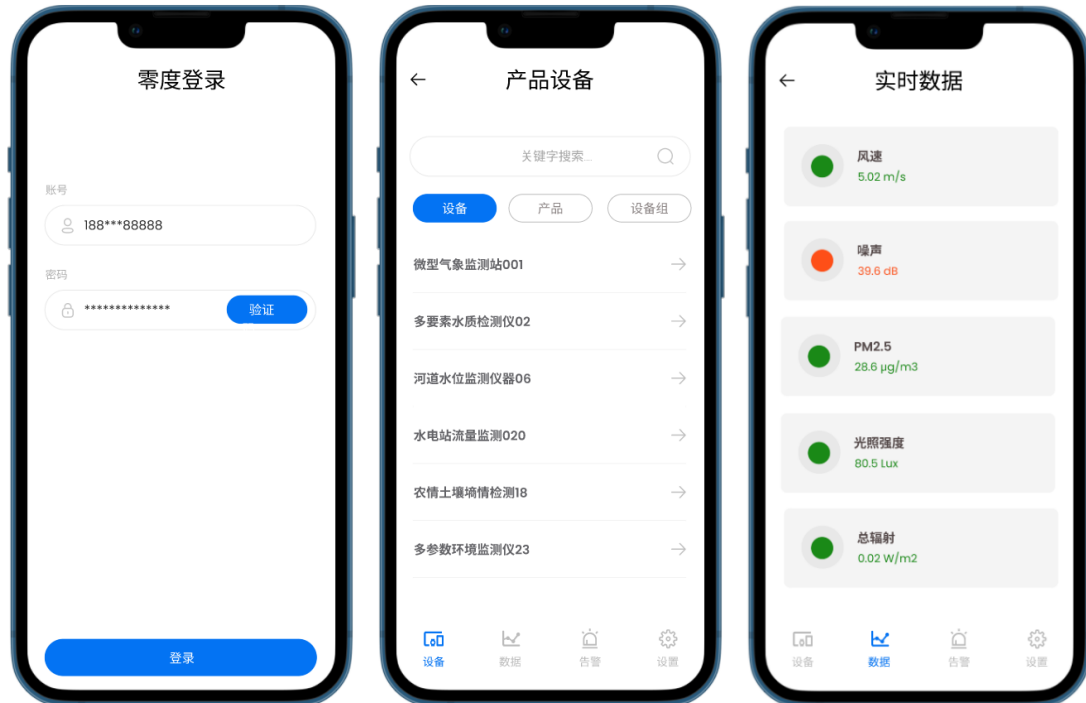 零度登录
账号
188***88888
密码
**************
验证
登录
产品设备
关键字搜索...
设备
产品
设备组
微型气象监测站001
多要素水质检测仪02
河道水位监测仪器06
水电站流量监测020
农情土壤墒情检测18
多参数环境监测仪23
设备
数据
告警
设置
实时数据
风速
5.02 m/s
噪声
39.6 dB
PM2.5
28.6 μg/m3
光照强度
80.5 Lux
总辐射
0.02 W/m2
设备
数据
告警
设置